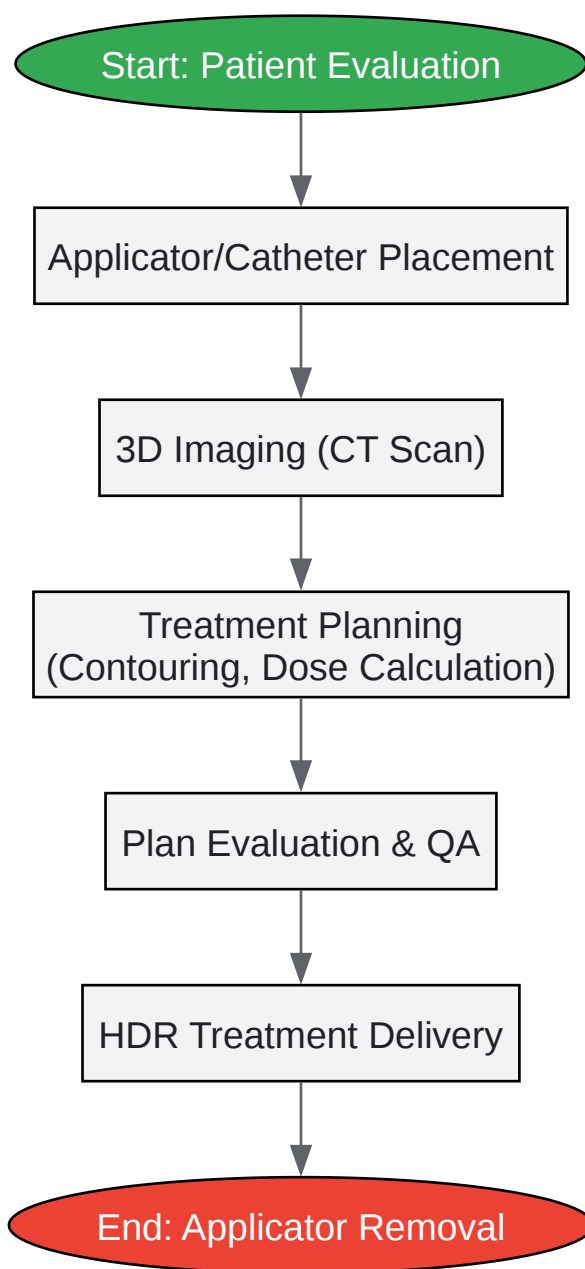 Start: Patient Evaluation
Applicator/Catheter Placement
3D Imaging (CT Scan)
Treatment Planning
(Contouring, Dose Calculation)
Plan Evaluation & QA
HDR Treatment Delivery
End: Applicator Removal